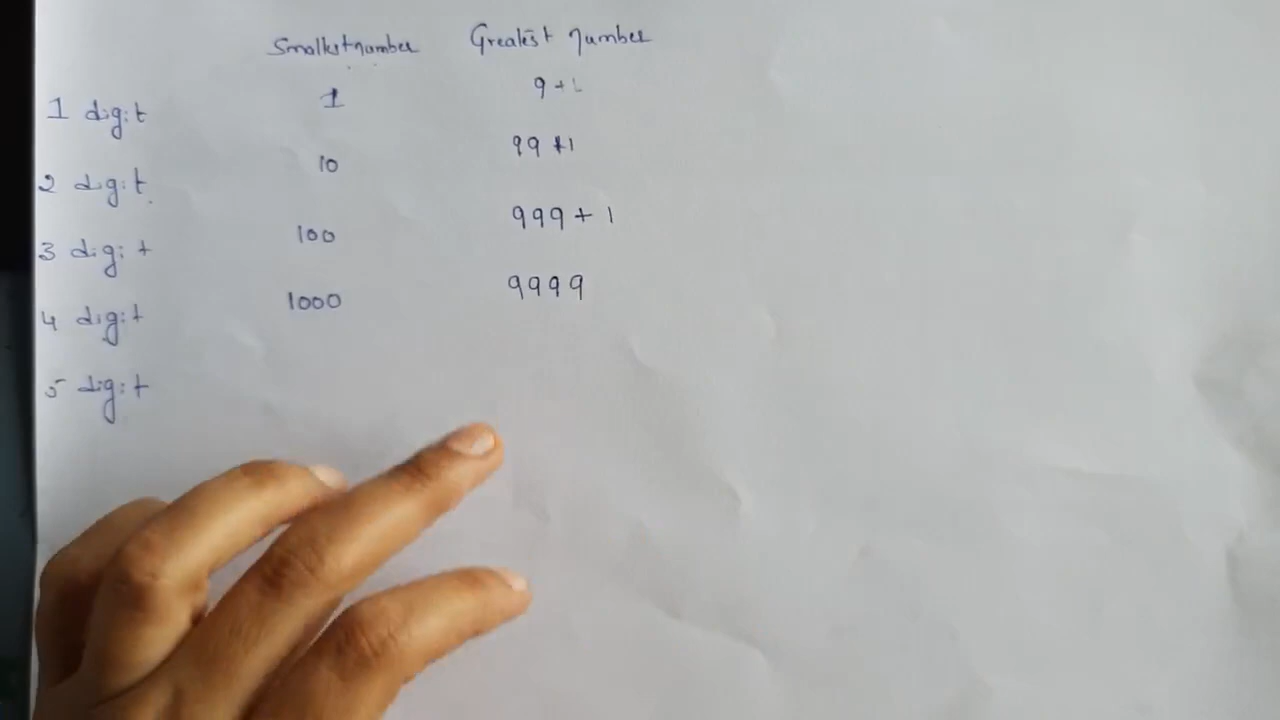 Smallest number Greatest number
1 digit 1 9 + 1
2 digit 10 99 + 1
3 digit 100 999 + 1
4 digit 1000 9999
5 digit